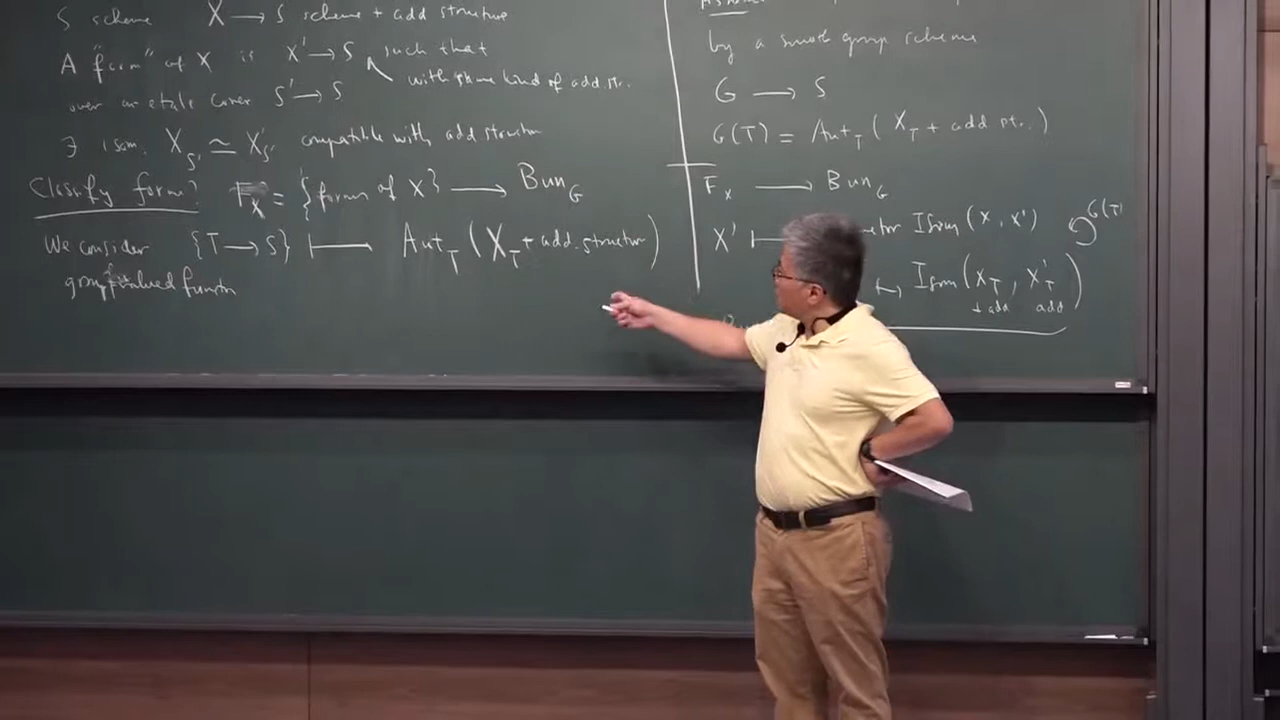 S scheme X → S scheme + add structure
A "form" of X is X' → S such that
with same kind of add. str.
over an etale cover S' → S
∃ isom. X_S' ≃ X'_S' compatible with add structure
Classify forms? F_X = {forms of X} → Bun_G
We consider {T → S} ↦ Aut_T (X_T + add. structure)
group valued functor
by a smooth group scheme
G → S
G(T) = Aut_T (X_T + add str.)
F_X → Bun_G
X' ↦ Isom (X, X') ↺ G(T)
↦ Isom (X_T, X'_T)
+ add add